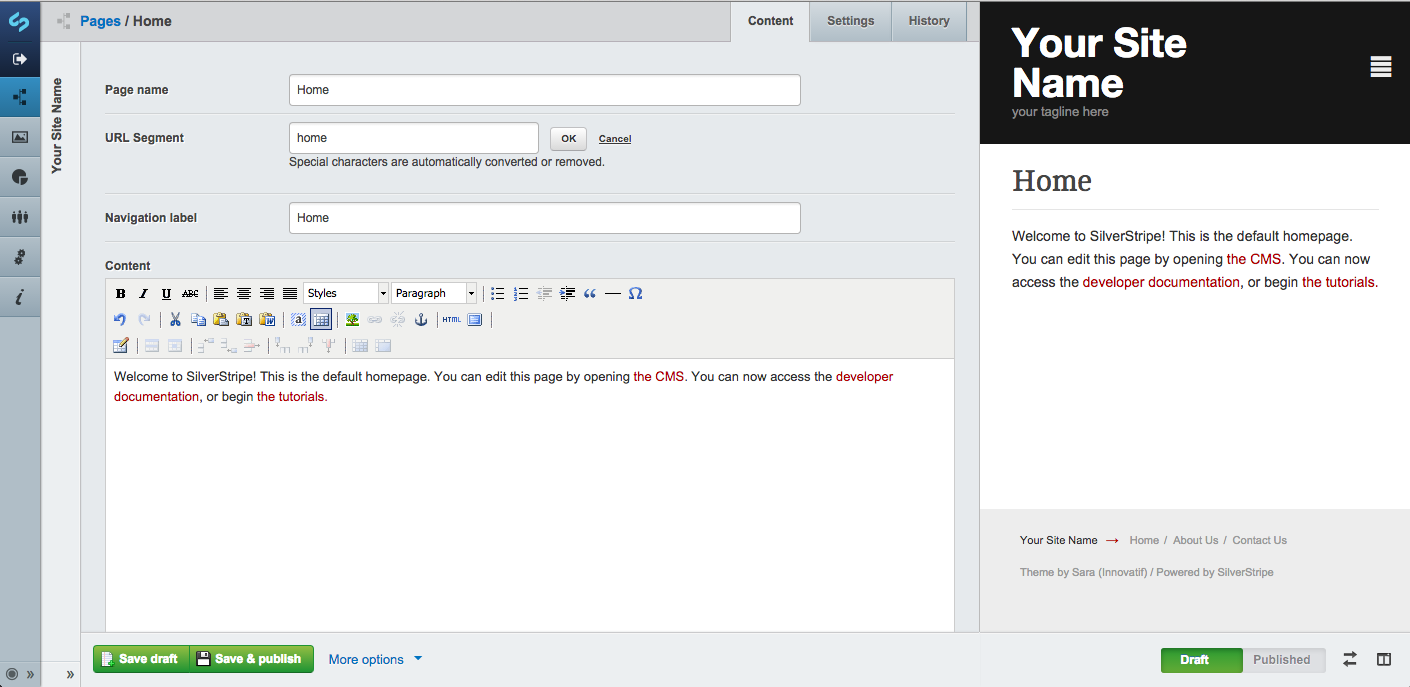 Pages / Home
Content
Settings
History
Your Site Name
Page name
Home
URL Segment
home
OK
Cancel
Special characters are automatically converted or removed.
Navigation label
Home
Content
B I U ABC
Styles
Paragraph
HTML
Welcome to SilverStripe! This is the default homepage. You can edit this page by opening the CMS. You can now access the developer
documentation, or begin the tutorials.
Save draft
Save & publish
More options
Your Site
Name
your tagline here
Home
Welcome to SilverStripe! This is the default homepage.
You can edit this page by opening the CMS. You can now
access the developer documentation, or begin the tutorials.
Your Site Name → Home / About Us / Contact Us
Theme by Sara (Innovatif) / Powered by SilverStripe
Draft
Published